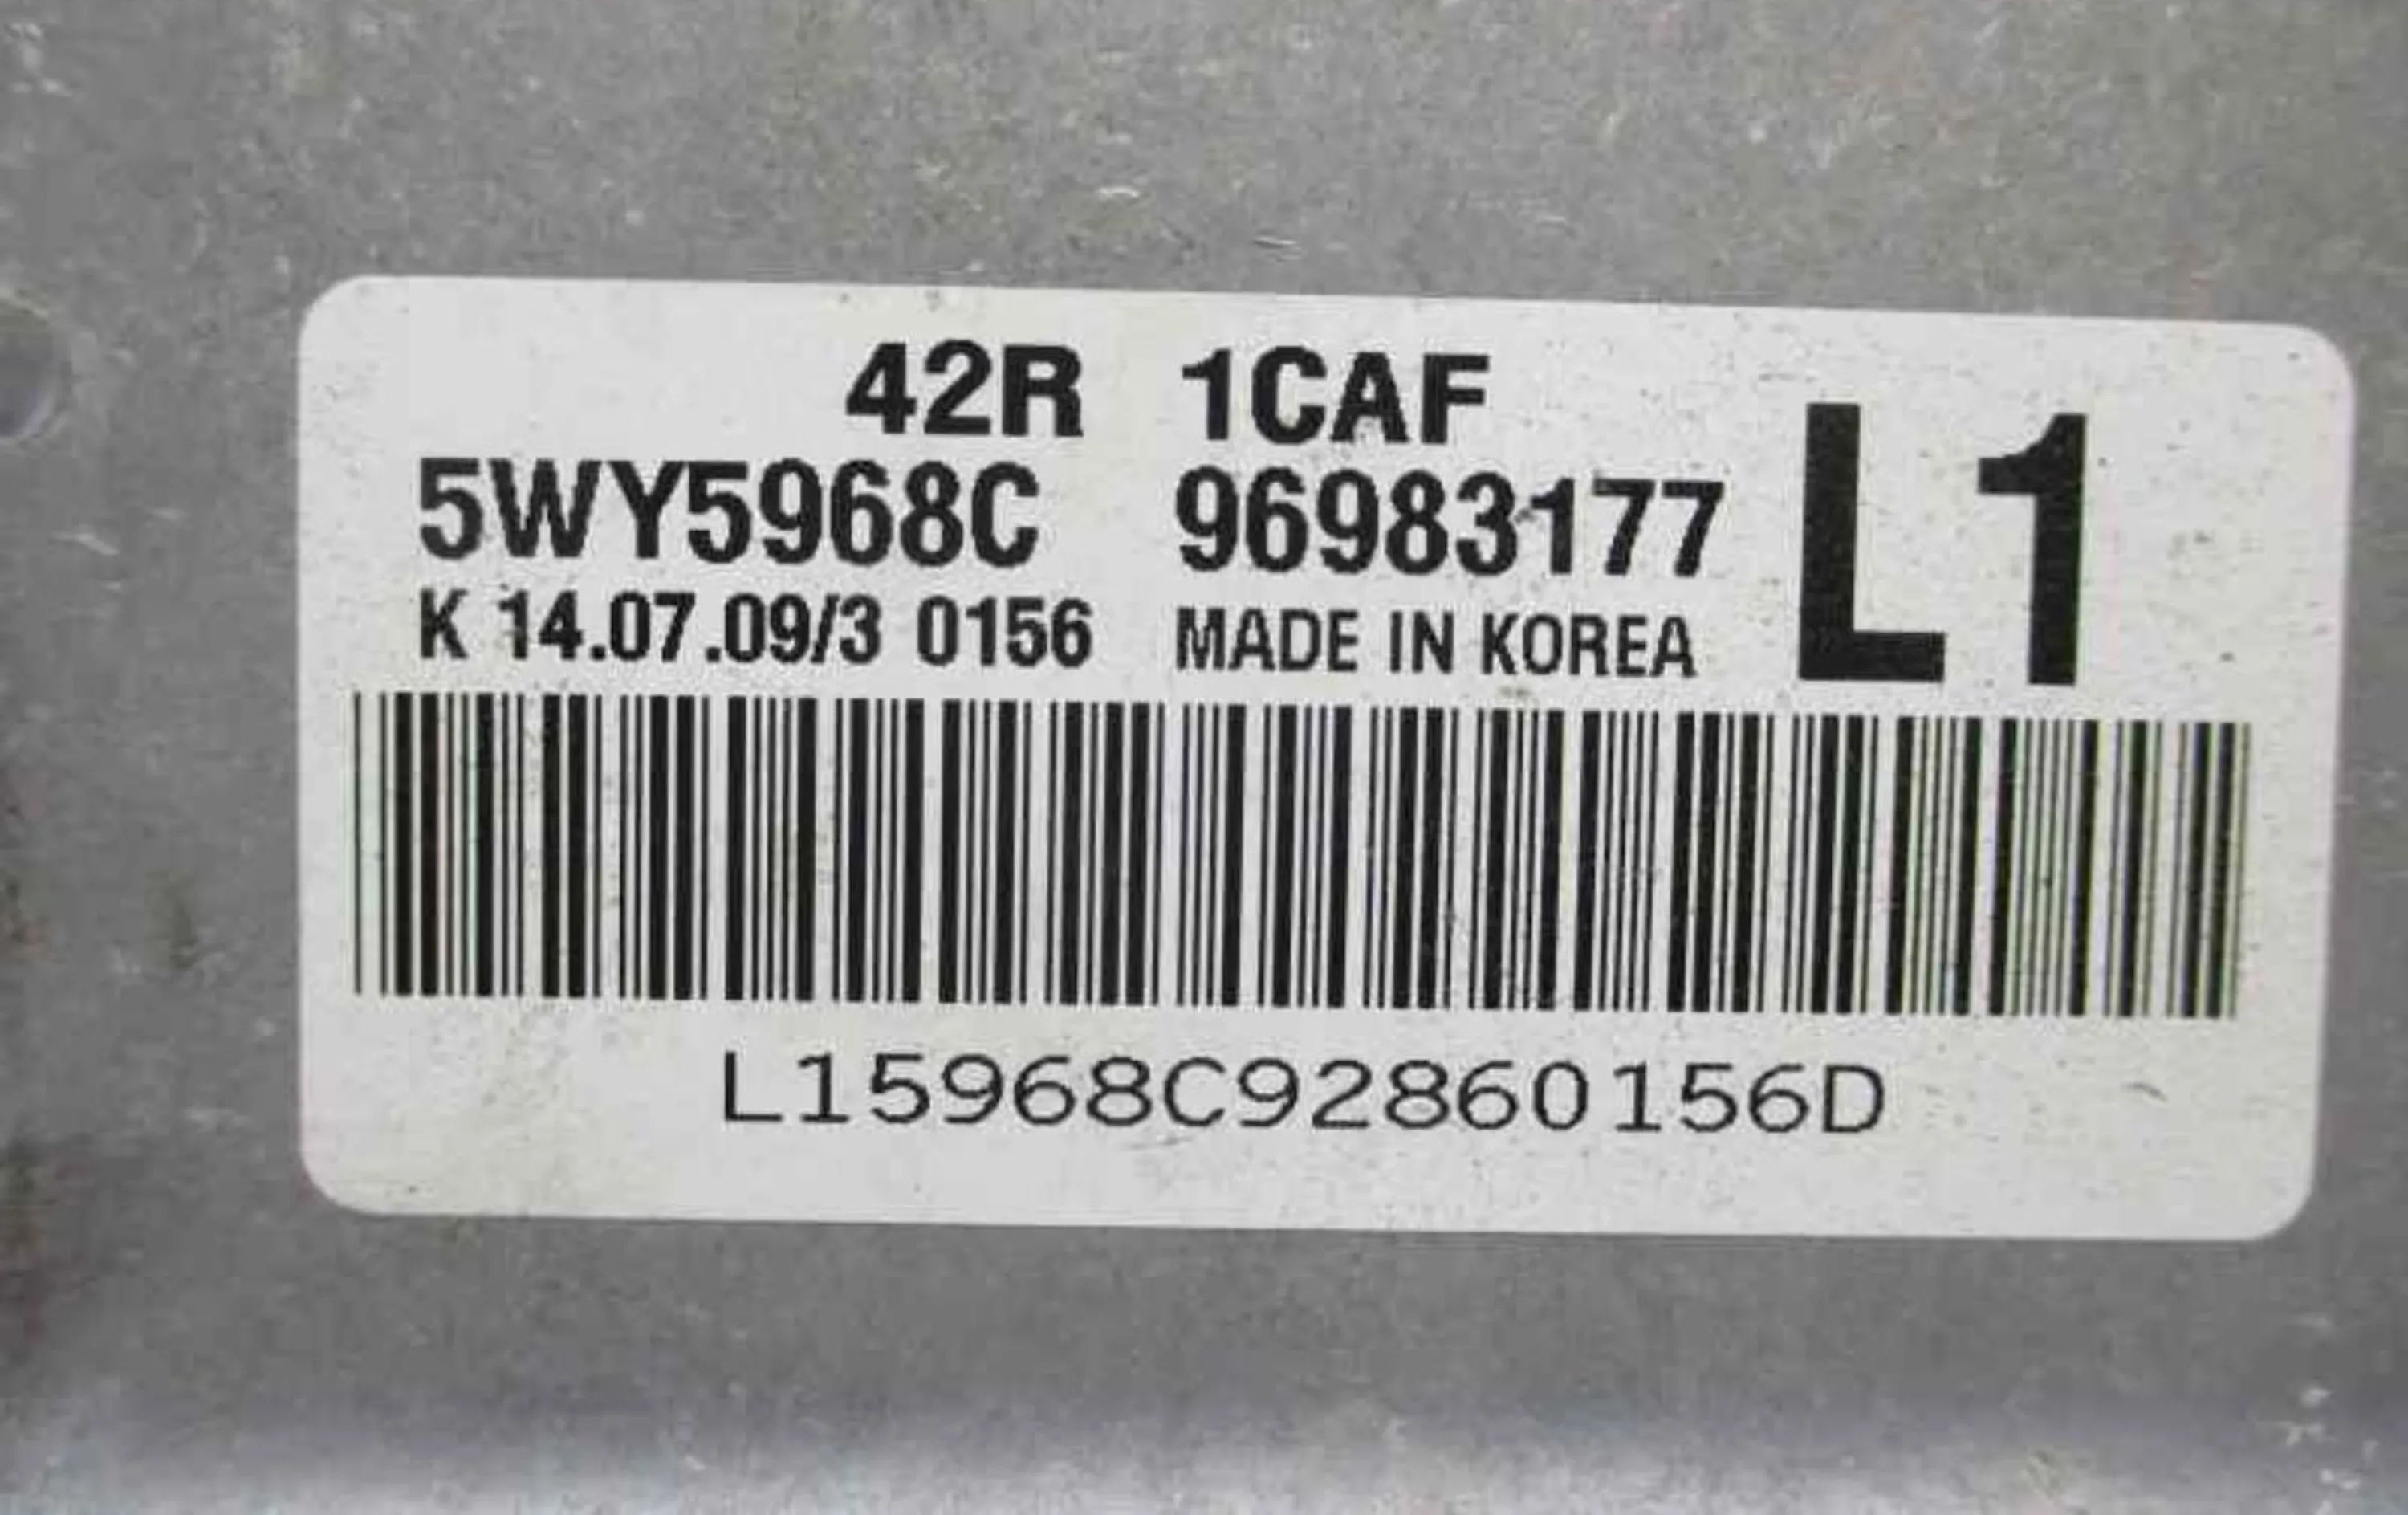 42R 1CAF
5WY5968C 96983177 L1
K 14.07.09/3 0156 MADE IN KOREA
L15968C92860156D